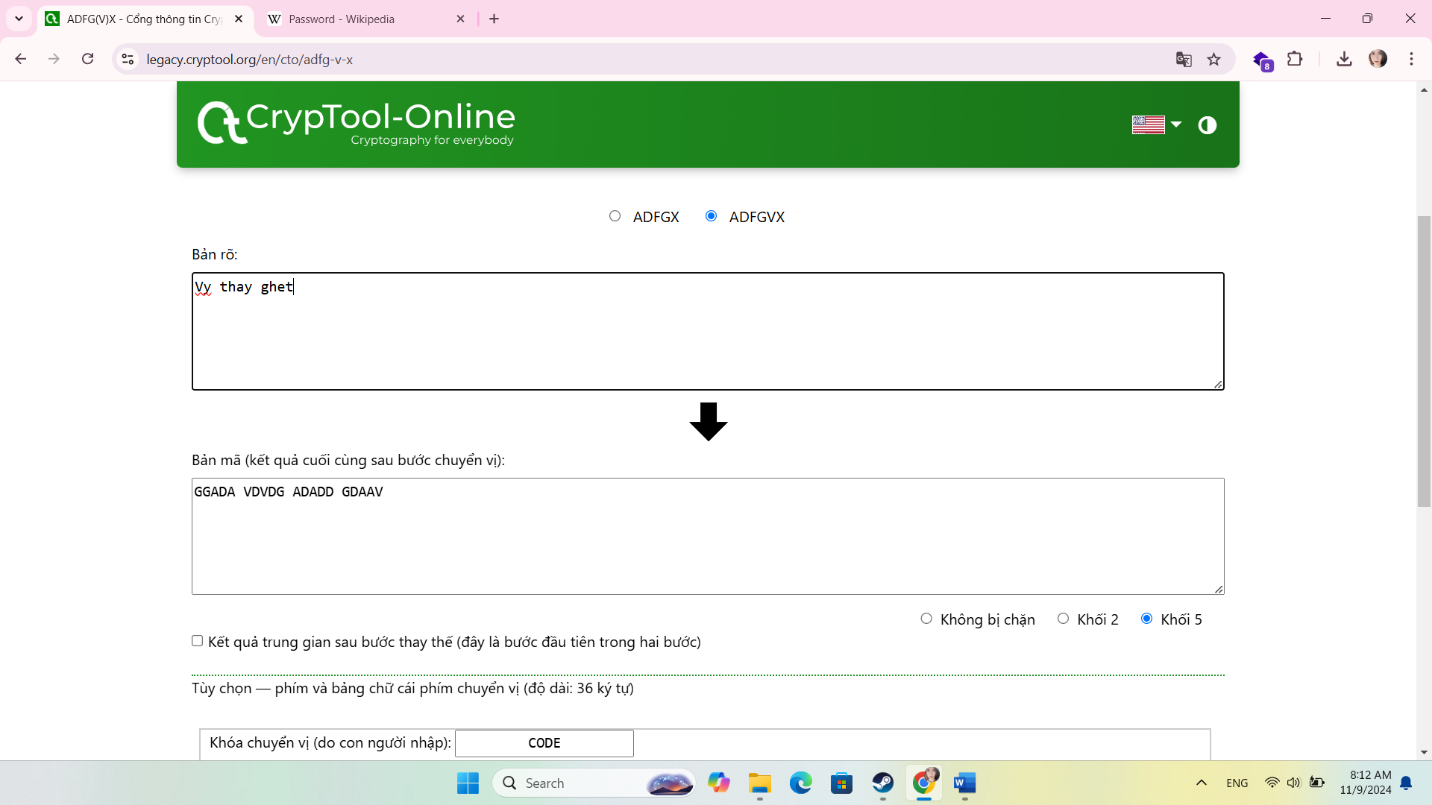 ADFG(V)X - Cổng thông tin Cry
Password - Wikipedia
legacy.cryptool.org/en/cto/adfg-v-x
8
CrypTool-Online
Cryptography for everybody
ADFGX ADFGVX
Bản rõ:
Vy thay ghet
Bản mã (kết quả cuối cùng sau bước chuyển vị):
GGADA VDVDG ADADD GDAAV
Không bị chặn Khối 2 Khối 5
Kết quả trung gian sau bước thay thế (đây là bước đầu tiên trong hai bước)
Tùy chọn — phím và bảng chữ cái phím chuyển vị (độ dài: 36 ký tự)
Khóa chuyển vị (do con người nhập): CODE
Search
ENG
8:12 AM
11/9/2024